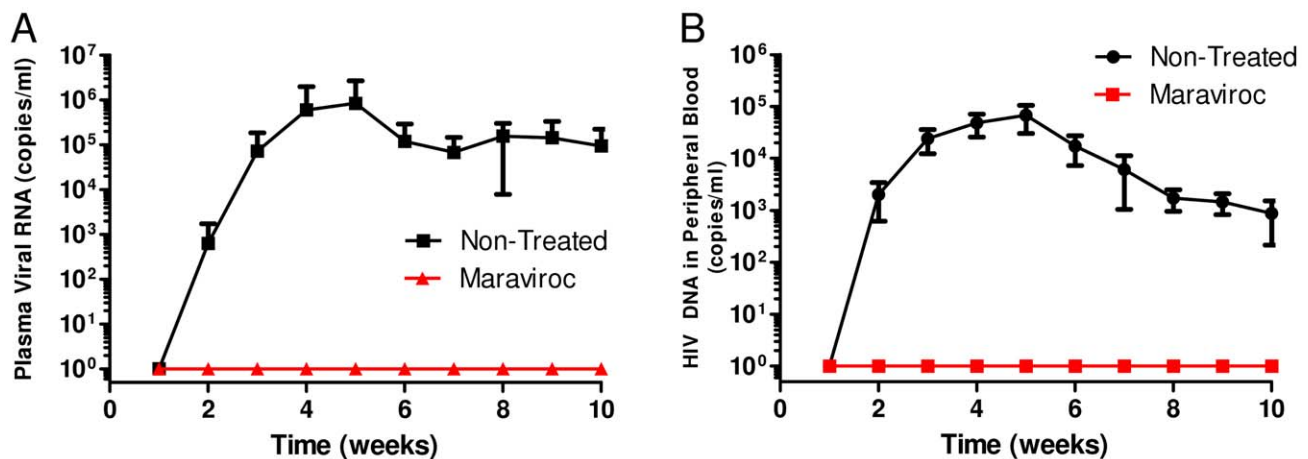 A
Plasma Viral RNA (copies/ml)
10^7
10^6
10^5
10^4
10^3
10^2
10^1
10^0
0 2 4 6 8 10
Time (weeks)
Non-Treated
Maraviroc
B
HIV DNA in Peripheral Blood
(copies/ml)
10^6
10^5
10^4
10^3
10^2
10^1
10^0
0 2 4 6 8 10
Time (weeks)
Non-Treated
Maraviroc